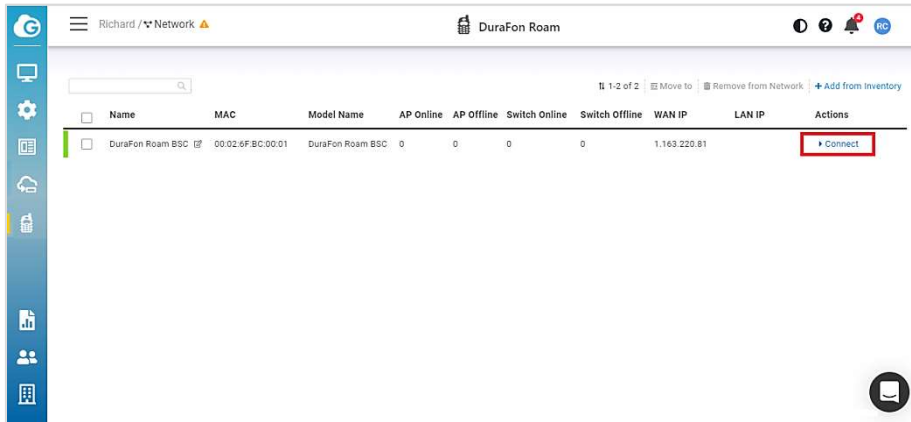 Richard / Network
DuraFon Roam
4
RC
1-2 of 2 Move to Remove from Network + Add from Inventory
Name MAC Model Name AP Online AP Offline Switch Online Switch Offline WAN IP LAN IP Actions
DuraFon Roam BSC 00:02:6F:BC:00:01 DuraFon Roam BSC 0 0 0 0 1.163.220.81 Connect